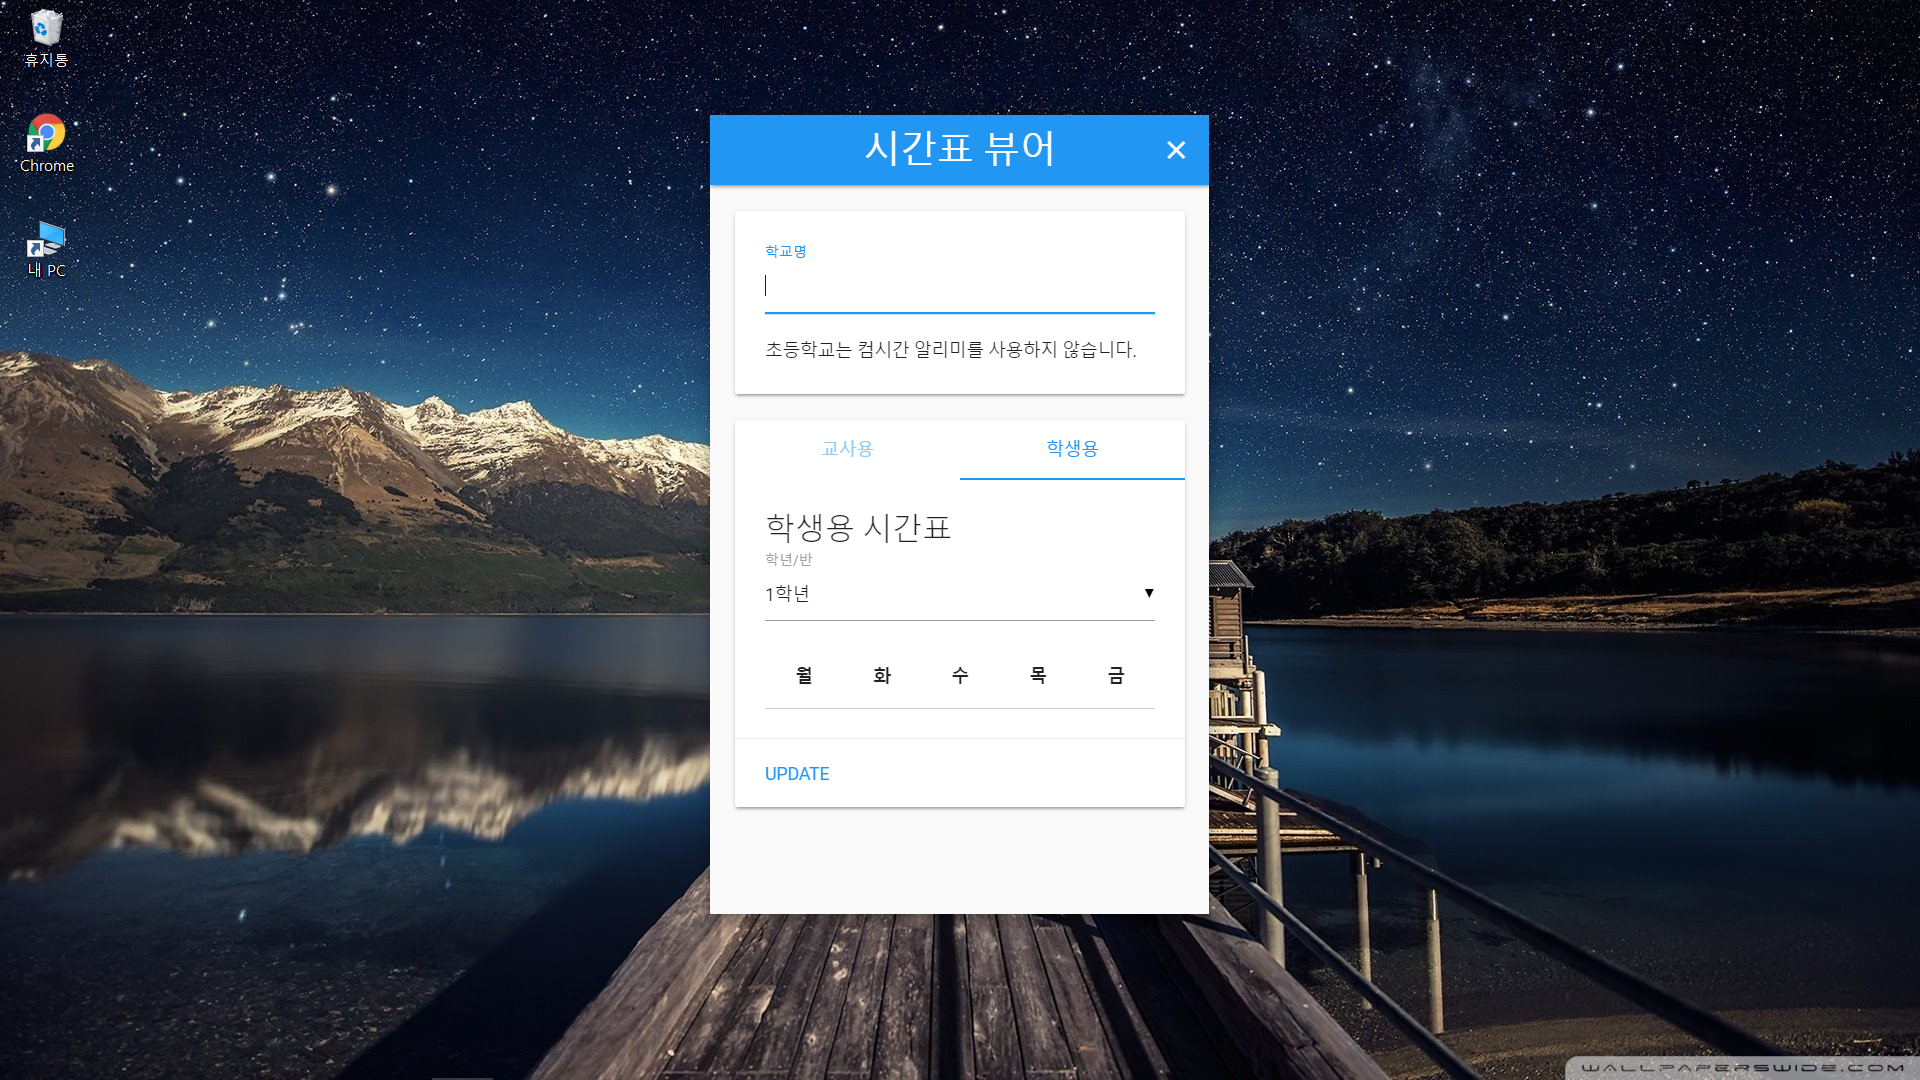 휴지통
Chrome
내 PC
시간표 뷰어
학교명
초등학교는 컴시간 알리미를 사용하지 않습니다.
교사용 학생용
학생용 시간표
학년/반
1학년
월 화 수 목 금
UPDATE
WALLPAPERSWIDE.COM